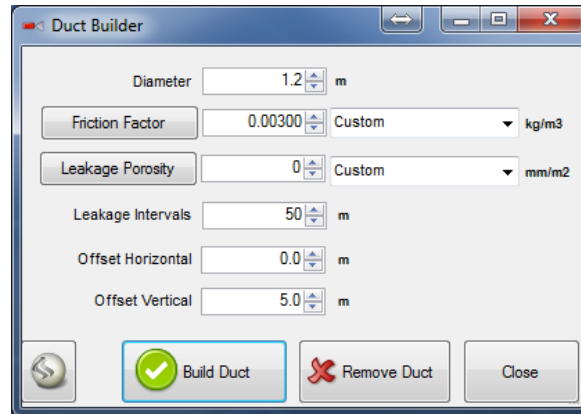 Duct Builder
Diameter 1.2 m
Friction Factor 0.00300 Custom kg/m3
Leakage Porosity 0 Custom mm/m2
Leakage Intervals 50 m
Offset Horizontal 0.0 m
Offset Vertical 5.0 m
Build Duct Remove Duct Close